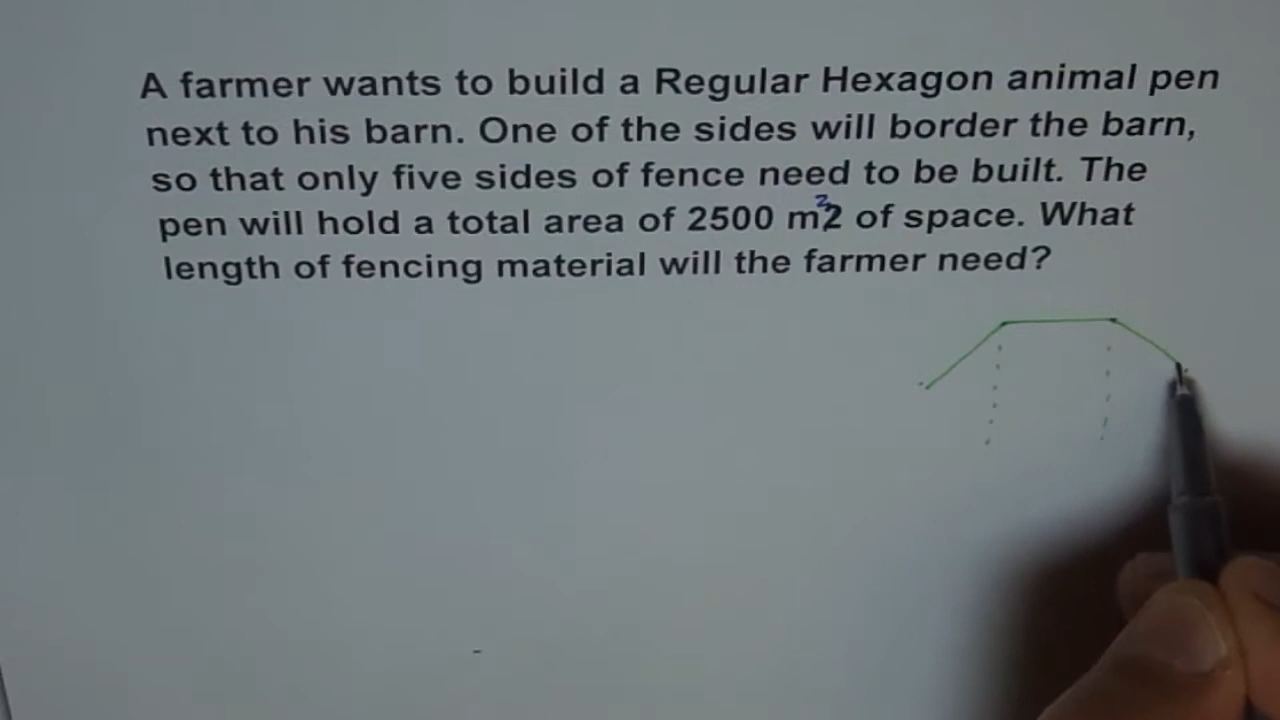 A farmer wants to build a Regular Hexagon animal pen
next to his barn. One of the sides will border the barn,
so that only five sides of fence need to be built. The
pen will hold a total area of 2500 m²2 of space. What
length of fencing material will the farmer need?